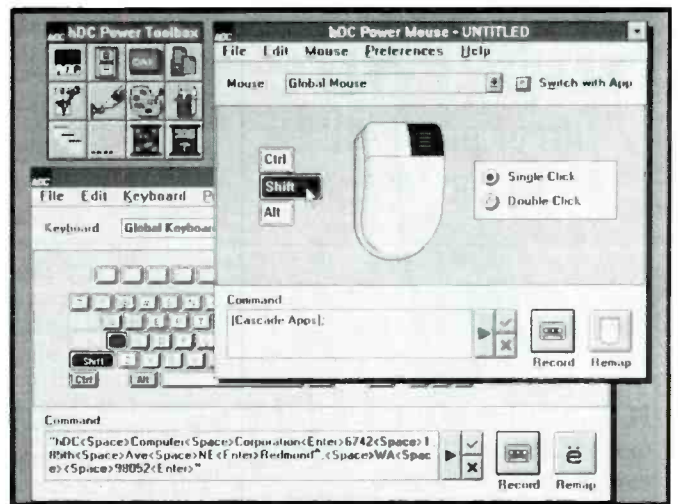 hDC Power Toolbox
hDC Power Mouse - UNTITLED
File Edit Mouse Preferences Help
Mouse Global Mouse Switch with App
Ctrl
Shift
Alt
Single Click
Double Click
Command
[Cascade Apps];
Record Remap
File Edit Keyboard
Keyboard Global Keyboar
Shift
Ctrl Alt
Command
"hDC<Space>Computer<Space>Corporation<Enter>6742<Space>1
85th<Space>Ave<Space>NE<Enter>Redmond^,<Space>WA<Spac
e><Space>98052<Enter>"
ë
Record Remap